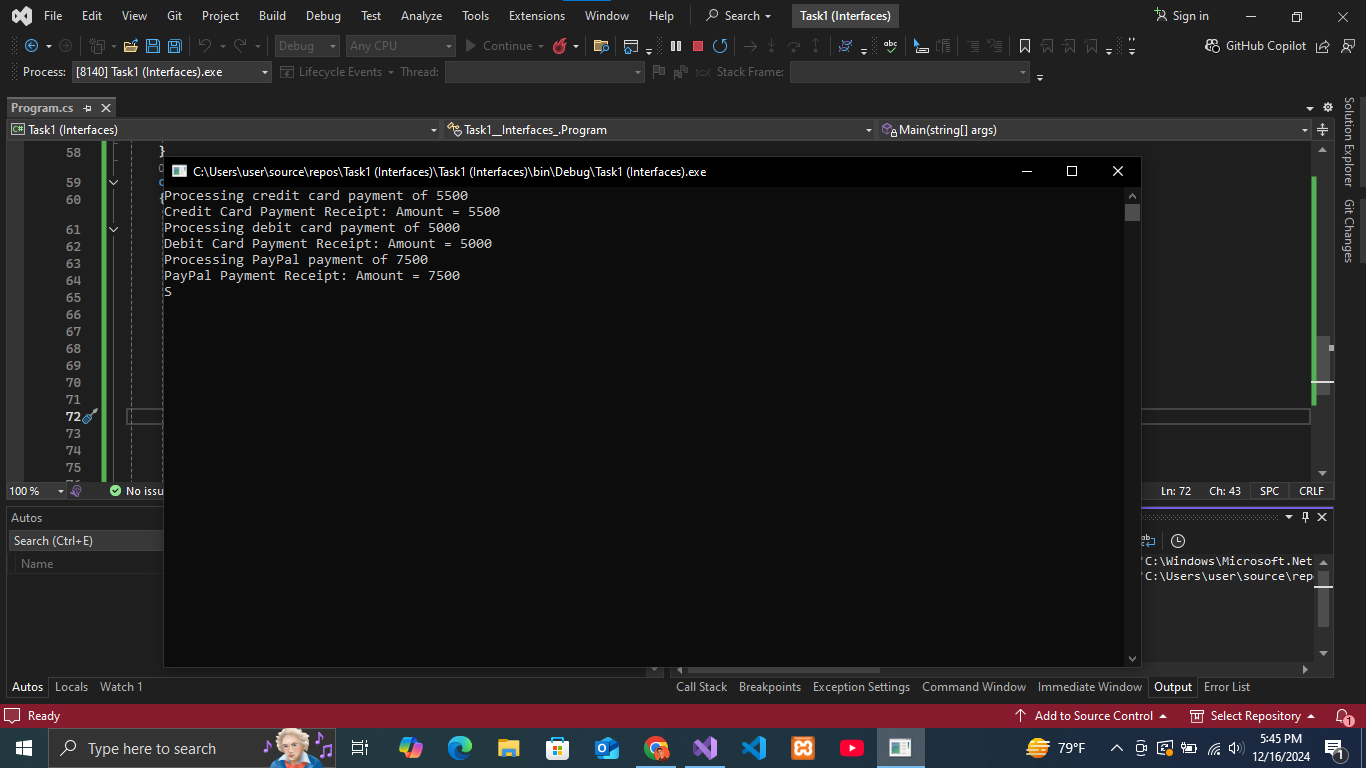 File Edit View Git Project Build Debug Test Analyze Tools Extensions Window Help Search Task1 (Interfaces) Sign in
Debug Any CPU Continue GitHub Copilot
Process: [8140] Task1 (Interfaces).exe Lifecycle Events Thread: Stack Frame:
Program.cs
Task1 (Interfaces) Task1__Interfaces_.Program Main(string[] args)
Solution Explorer
Git Changes
58 }
59
60 {
61
62
63
64
65
66
67
68
69
70
71
72
73
74
75
C:\Users\user\source\repos\Task1 (Interfaces)\Task1 (Interfaces)\bin\Debug\Task1 (Interfaces).exe
Processing credit card payment of 5500
Credit Card Payment Receipt: Amount = 5500
Processing debit card payment of 5000
Debit Card Payment Receipt: Amount = 5000
Processing PayPal payment of 7500
PayPal Payment Receipt: Amount = 7500
S
100 % No issu Ln: 72 Ch: 43 SPC CRLF
Autos
Search (Ctrl+E)
Name
'C:\Windows\Microsoft.Net
'C:\Users\user\source\rep
Autos Locals Watch 1
Call Stack Breakpoints Exception Settings Command Window Immediate Window Output Error List
Ready Add to Source Control Select Repository 1
Type here to search 79°F 5:45 PM
12/16/2024 1